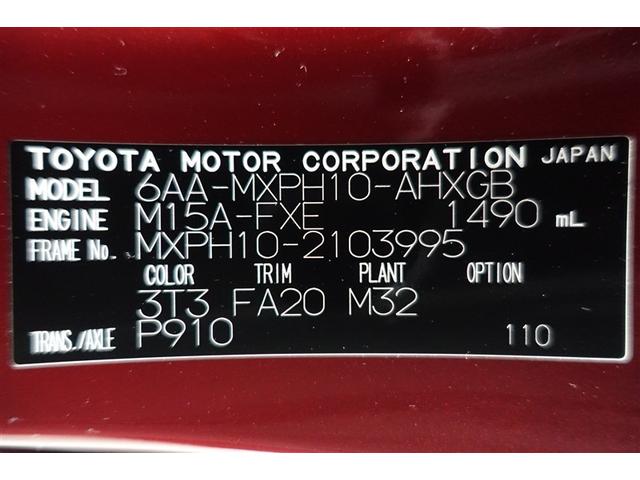 TOYOTA MOTOR CORPORATION JAPAN
MODEL 6AA-MXPH10-AHXGB
ENGINE M15A-FXE 1490 mL
FRAME No. MXPH10-2103995
COLOR TRIM PLANT OPTION
3T3 FA20 M32
TRANS./AXLE P910 110